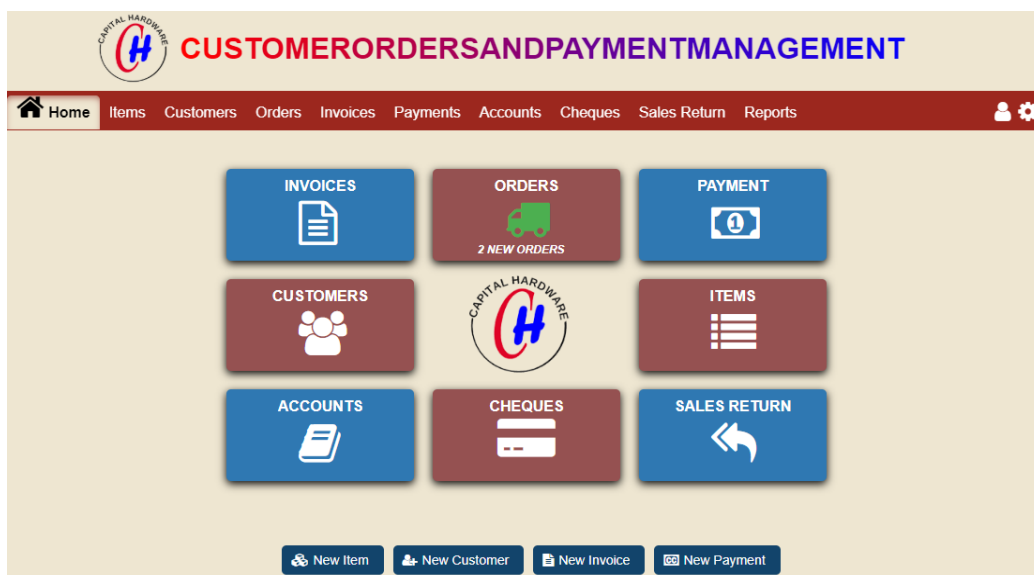 CAPITAL HARDWARE
CH
CUSTOMERORDERSANDPAYMENTMANAGEMENT
Home Items Customers Orders Invoices Payments Accounts Cheques Sales Return Reports
INVOICES ORDERS PAYMENT
1
2 NEW ORDERS
CUSTOMERS CAPITAL HARDWARE ITEMS
CH
ACCOUNTS CHEQUES SALES RETURN
New Item New Customer New Invoice New Payment